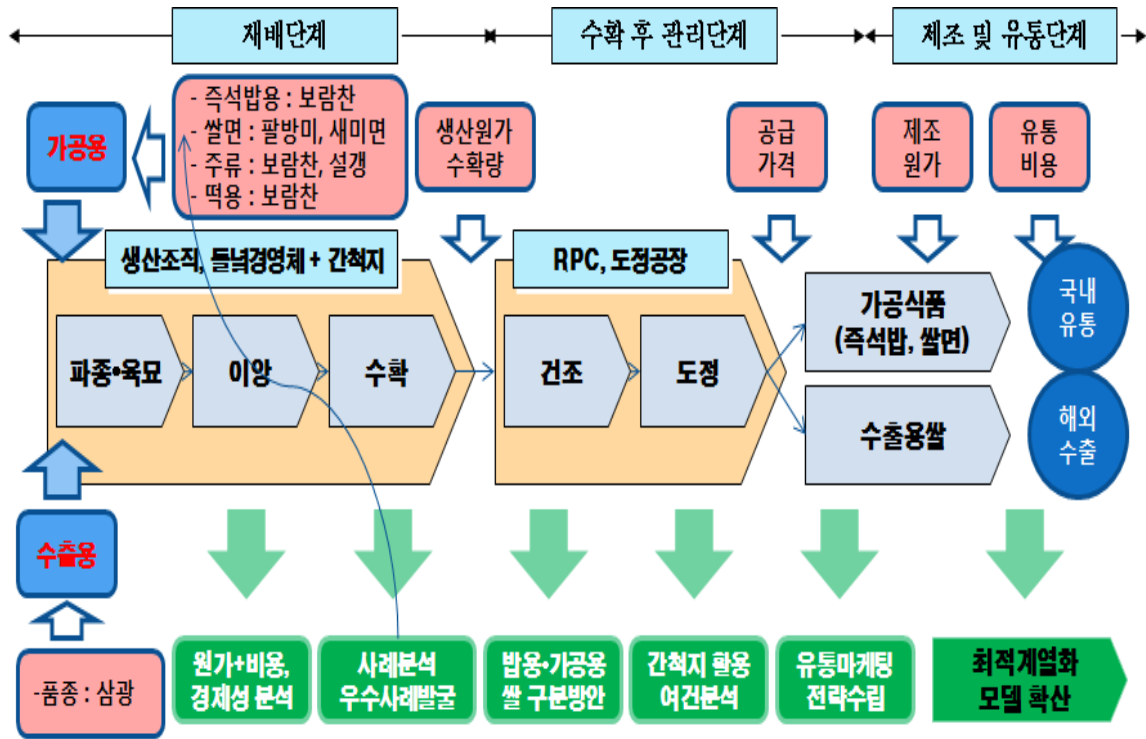 재배단계
수확 후 관리단계
제조 및 유통단계
가공용
- 즉석밥용 : 보람찬
- 쌀면 : 팔방미, 새미면
- 주류 : 보람찬, 설갱
- 떡용 : 보람찬
생산원가
수확량
공급
가격
제조
원가
유통
비용
생산조직, 들녘경영체 + 간척지
RPC, 도정공장
파종•육묘
이앙
수확
건조
도정
가공식품
(즉석밥, 쌀면)
수출용쌀
국내
유통
해외
수출
수출용
-품종 : 삼광
원가+비용,
경제성 분석
사례분석
우수사례발굴
밥용•가공용
쌀 구분방안
간척지 활용
여건분석
유통마케팅
전략수립
최적계열화
모델 확산